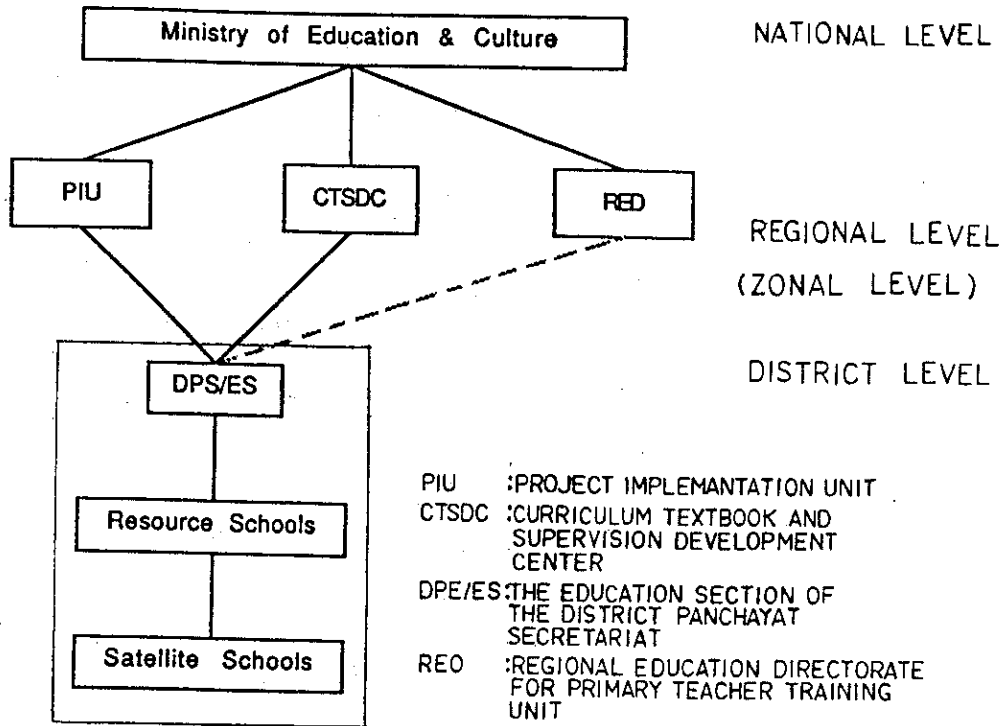 Ministry of Education & Culture
NATIONAL LEVEL
PIU
CTSDC
RED
REGIONAL LEVEL
(ZONAL LEVEL)
DPS/ES
DISTRICT LEVEL
Resource Schools
Satellite Schools
PIU :PROJECT IMPLEMANTATION UNIT
CTSDC :CURRICULUM TEXTBOOK AND
SUPERVISION DEVELOPMENT
CENTER
DPE/ES:THE EDUCATION SECTION OF
THE DISTRICT PANCHAYAT
SECRETARIAT
REO :REGIONAL EDUCATION DIRECTORATE
FOR PRIMARY TEACHER TRAINING
UNIT